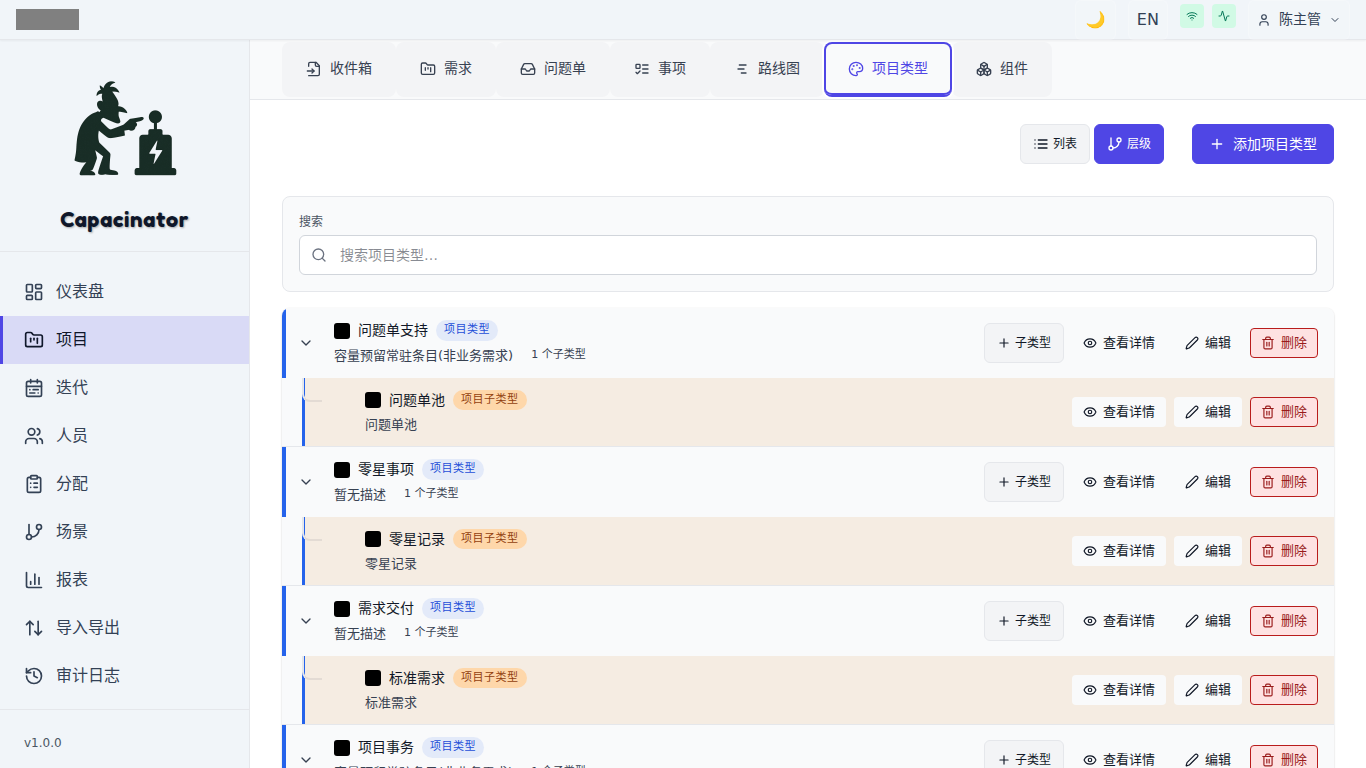 EN
陈主管
Capacinator
仪表盘
项目
迭代
人员
分配
场景
报表
导入导出
审计日志
v1.0.0
收件箱
需求
问题单
事项
路线图
项目类型
组件
列表
层级
添加项目类型
搜索
搜索项目类型...
问题单支持 项目类型
容量预留常驻条目(非业务需求) 1 个子类型
子类型 查看详情 编辑 删除
问题单池 项目子类型
问题单池
查看详情 编辑 删除
零星事项 项目类型
暂无描述 1 个子类型
子类型 查看详情 编辑 删除
零星记录 项目子类型
零星记录
查看详情 编辑 删除
需求交付 项目类型
暂无描述 1 个子类型
子类型 查看详情 编辑 删除
标准需求 项目子类型
标准需求
查看详情 编辑 删除
项目事务 项目类型
子类型 查看详情 编辑 删除